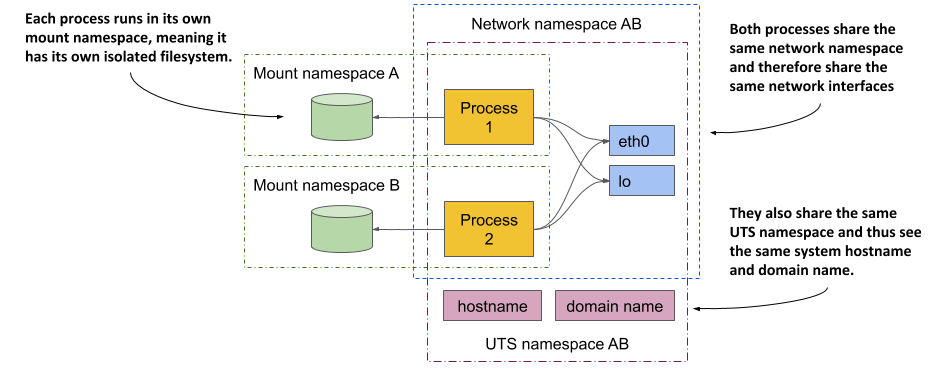 Each process runs in its own
mount namespace, meaning it
has its own isolated filesystem.
Network namespace AB
Both processes share the
same network namespace
and therefore share the
same network interfaces
Mount namespace A
Process
1
eth0
lo
Mount namespace B
Process
2
They also share the same
UTS namespace and thus see
the same system hostname
and domain name.
hostname
domain name
UTS namespace AB